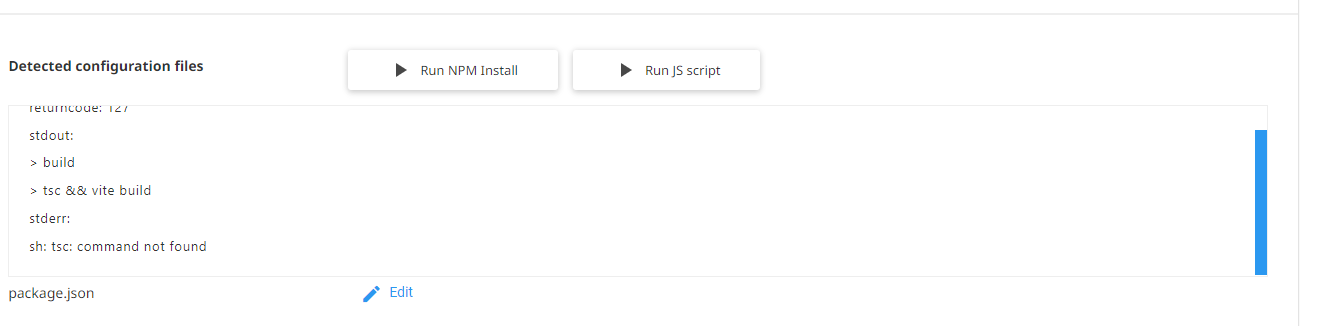 Detected configuration files
Run NPM Install
Run JS script
returncode: 127
stdout:
> build
> tsc && vite build
stderr:
sh: tsc: command not found
package.json
Edit